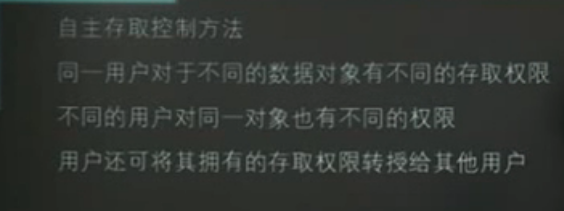 自主存取控制方法
同一用户对于不同的数据对象有不同的存取权限
不同的用户对同一对象也有不同的权限
用户还可将其拥有的存取权限转授给其他用户